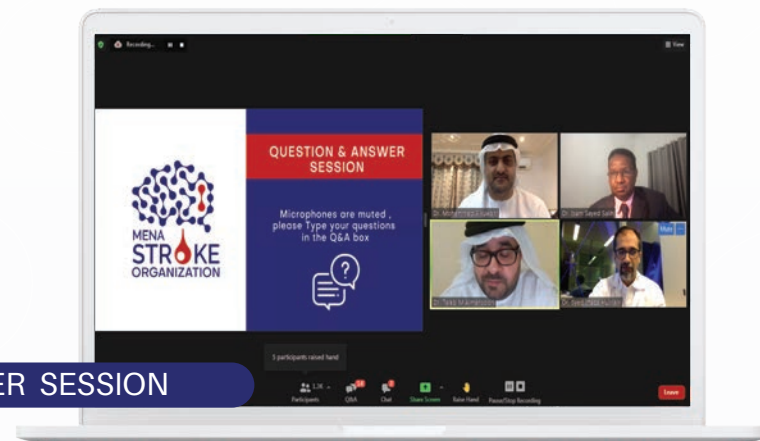 Recording...
View
MENA
STROKE
ORGANIZATION
QUESTION & ANSWER
SESSION
Microphones are muted ,
please Type your questions
in the Q&A box
?
Mute
5 participants raised hand
ER SESSION
Participants
Q&A
Chat
Share Screen
Raise Hand
Pause/Stop Recording
Leave